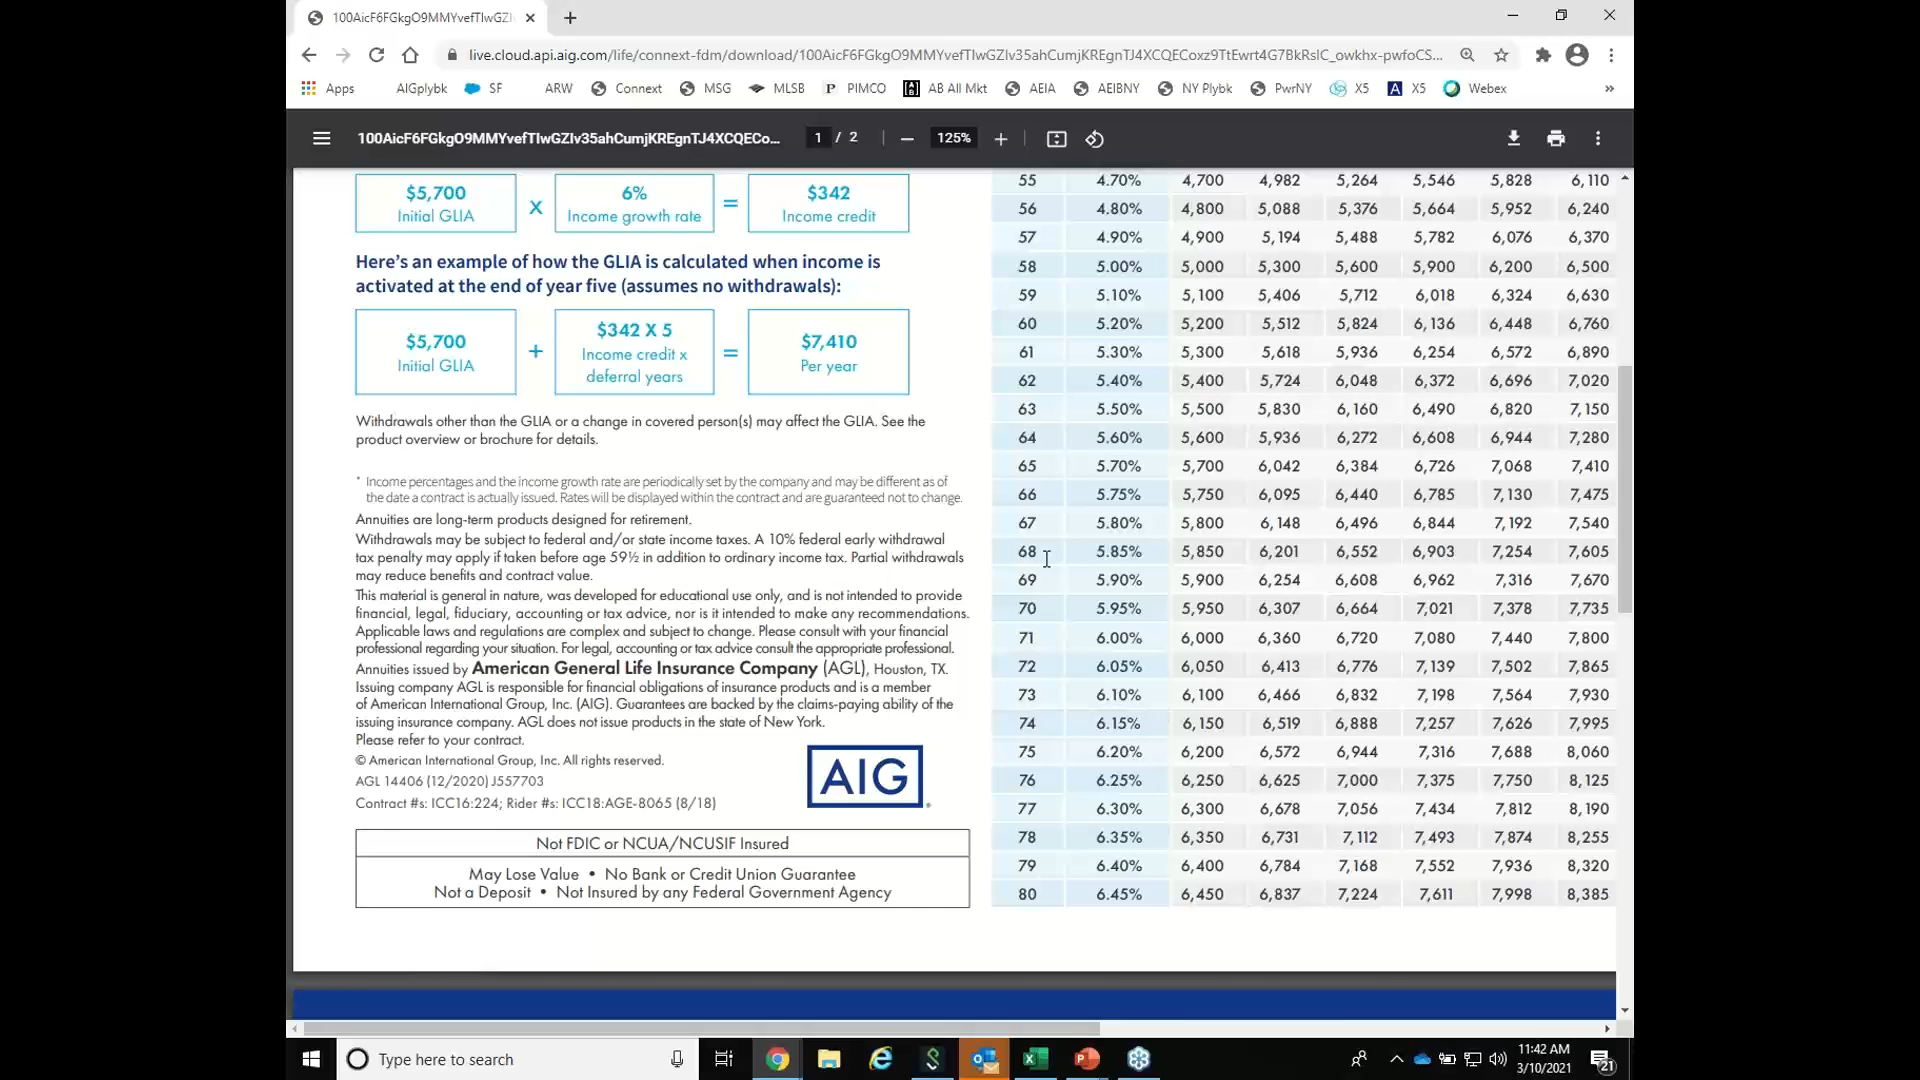 100AicF6FGkgO9MMYvefTIwGZI
live.cloud.api.aig.com/life/connext-fdm/download/100AicF6FGkgO9MMYvefTIwGZIv35ahCumjKREgnTJ4XCQECoxz9TtEwrt4G7BkRslC_owkhx-pwfoCS...
Apps AIGplybk SF ARW Connext MSG MLSB PIMCO AB All Mkt AEIA AEIBNY NY Plybk PwrNY X5 X5 Webex »
100AicF6FGkgO9MMYvefTIwGZIv35ahCumjKREgnTJ4XCQECo... 1 / 2 125%
$5,700 x 6% = $342
Initial GLIA Income growth rate Income credit
Here's an example of how the GLIA is calculated when income is
activated at the end of year five (assumes no withdrawals):
$5,700 + $342 X 5 = $7,410
Initial GLIA Income credit x Per year
deferral years
Withdrawals other than the GLIA or a change in covered person(s) may affect the GLIA. See the
product overview or brochure for details.
* Income percentages and the income growth rate are periodically set by the company and may be different as of
the date a contract is actually issued. Rates will be displayed within the contract and are guaranteed not to change.
Annuities are long-term products designed for retirement.
Withdrawals may be subject to federal and/or state income taxes. A 10% federal early withdrawal
tax penalty may apply if taken before age 59½ in addition to ordinary income tax. Partial withdrawals
may reduce benefits and contract value.
This material is general in nature, was developed for educational use only, and is not intended to provide
financial, legal, fiduciary, accounting or tax advice, nor is it intended to make any recommendations.
Applicable laws and regulations are complex and subject to change. Please consult with your financial
professional regarding your situation. For legal, accounting or tax advice consult the appropriate professional.
Annuities issued by American General Life Insurance Company (AGL), Houston, TX.
Issuing company AGL is responsible for financial obligations of insurance products and is a member
of American International Group, Inc. (AIG). Guarantees are backed by the claims-paying ability of the
issuing insurance company. AGL does not issue products in the state of New York.
Please refer to your contract.
© American International Group, Inc. All rights reserved.
AGL 14406 (12/2020) J557703
Contract #s: ICC16:224; Rider #s: ICC18:AGE-8065 (8/18)
AIG
Not FDIC or NCUA/NCUSIF Insured
May Lose Value • No Bank or Credit Union Guarantee
Not a Deposit • Not Insured by any Federal Government Agency
55 4.70% 4,700 4,982 5,264 5,546 5,828 6,110
56 4.80% 4,800 5,088 5,376 5,664 5,952 6,240
57 4.90% 4,900 5,194 5,488 5,782 6,076 6,370
58 5.00% 5,000 5,300 5,600 5,900 6,200 6,500
59 5.10% 5,100 5,406 5,712 6,018 6,324 6,630
60 5.20% 5,200 5,512 5,824 6,136 6,448 6,760
61 5.30% 5,300 5,618 5,936 6,254 6,572 6,890
62 5.40% 5,400 5,724 6,048 6,372 6,696 7,020
63 5.50% 5,500 5,830 6,160 6,490 6,820 7,150
64 5.60% 5,600 5,936 6,272 6,608 6,944 7,280
65 5.70% 5,700 6,042 6,384 6,726 7,068 7,410
66 5.75% 5,750 6,095 6,440 6,785 7,130 7,475
67 5.80% 5,800 6,148 6,496 6,844 7,192 7,540
68 5.85% 5,850 6,201 6,552 6,903 7,254 7,605
69 5.90% 5,900 6,254 6,608 6,962 7,316 7,670
70 5.95% 5,950 6,307 6,664 7,021 7,378 7,735
71 6.00% 6,000 6,360 6,720 7,080 7,440 7,800
72 6.05% 6,050 6,413 6,776 7,139 7,502 7,865
73 6.10% 6,100 6,466 6,832 7,198 7,564 7,930
74 6.15% 6,150 6,519 6,888 7,257 7,626 7,995
75 6.20% 6,200 6,572 6,944 7,316 7,688 8,060
76 6.25% 6,250 6,625 7,000 7,375 7,750 8,125
77 6.30% 6,300 6,678 7,056 7,434 7,812 8,190
78 6.35% 6,350 6,731 7,112 7,493 7,874 8,255
79 6.40% 6,400 6,784 7,168 7,552 7,936 8,320
80 6.45% 6,450 6,837 7,224 7,611 7,998 8,385
Type here to search
11:42 AM
3/10/2021
21